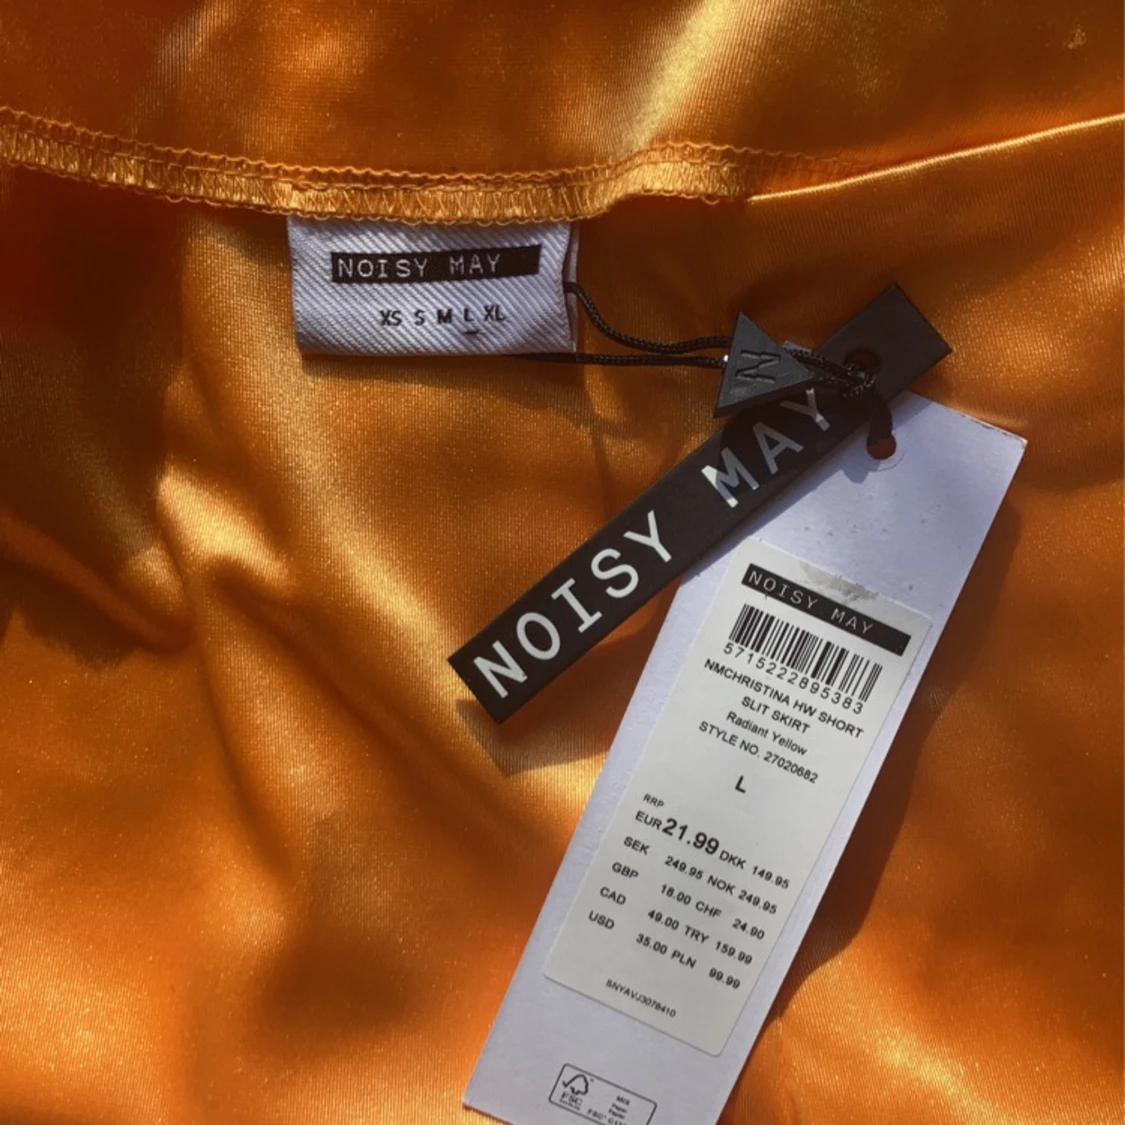 NOISY MAY
XS S M L XL
N
NOISY MAY
NOISY MAY
5715222895383
NMCHRISTINA HW SHORT
SLIT SKIRT
Radiant Yellow
STYLE NO. 27020682
L
RRP
EUR 21.99 DKK 149.95
SEK 249.95 NOK 249.95
GBP 18.00 CHF 24.90
CAD 49.00 TRY 159.99
USD 35.00 PLN 99.99
SNYAVJ3078410
FSC
MIX